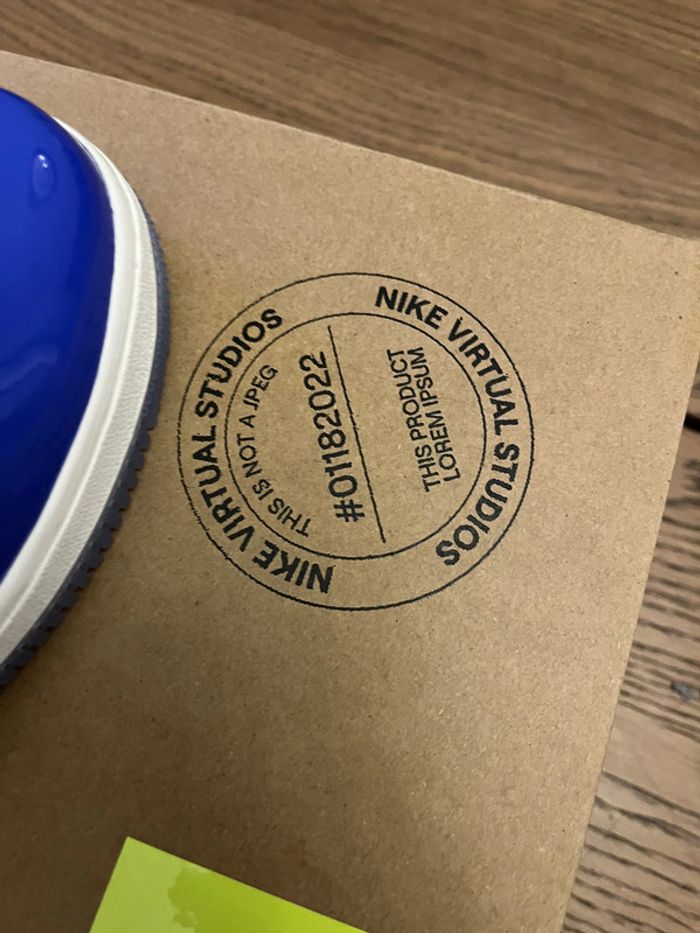 NIKE VIRTUAL STUDIOS
NIKE VIRTUAL STUDIOS
THIS IS NOT A JPEG
#01182022
THIS PRODUCT
LOREM IPSUM